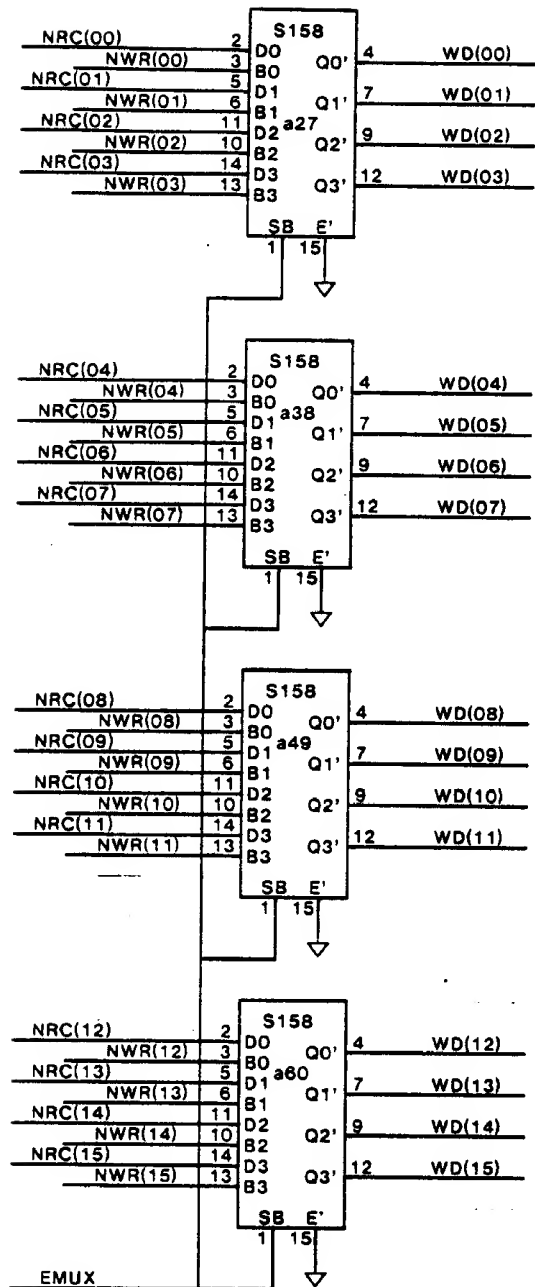 S158
NRC(00) 2 D0
NWR(00) 3 B0 Q0' 4 WD(00)
NRC(01) 5 D1
NWR(01) 6 B1 Q1' 7 WD(01)
NRC(02) 11 D2 a27
NWR(02) 10 B2 Q2' 9 WD(02)
NRC(03) 14 D3
NWR(03) 13 B3 Q3' 12 WD(03)
SB E'
1 15
S158
NRC(04) 2 D0
NWR(04) 3 B0 Q0' 4 WD(04)
NRC(05) 5 D1 a38
NWR(05) 6 B1 Q1' 7 WD(05)
NRC(06) 11 D2
NWR(06) 10 B2 Q2' 9 WD(06)
NRC(07) 14 D3
NWR(07) 13 B3 Q3' 12 WD(07)
SB E'
1 15
S158
NRC(08) 2 D0
NWR(08) 3 B0 Q0' 4 WD(08)
NRC(09) 5 D1 a49
NWR(09) 6 B1 Q1' 7 WD(09)
NRC(10) 11 D2
NWR(10) 10 B2 Q2' 9 WD(10)
NRC(11) 14 D3
NWR(11) 13 B3 Q3' 12 WD(11)
SB E'
1 15
S158
NRC(12) 2 D0
NWR(12) 3 B0 Q0' 4 WD(12)
NRC(13) 5 D1 a60
NWR(13) 6 B1 Q1' 7 WD(13)
NRC(14) 11 D2
NWR(14) 10 B2 Q2' 9 WD(14)
NRC(15) 14 D3
NWR(15) 13 B3 Q3' 12 WD(15)
SB E'
1 15
EMUX